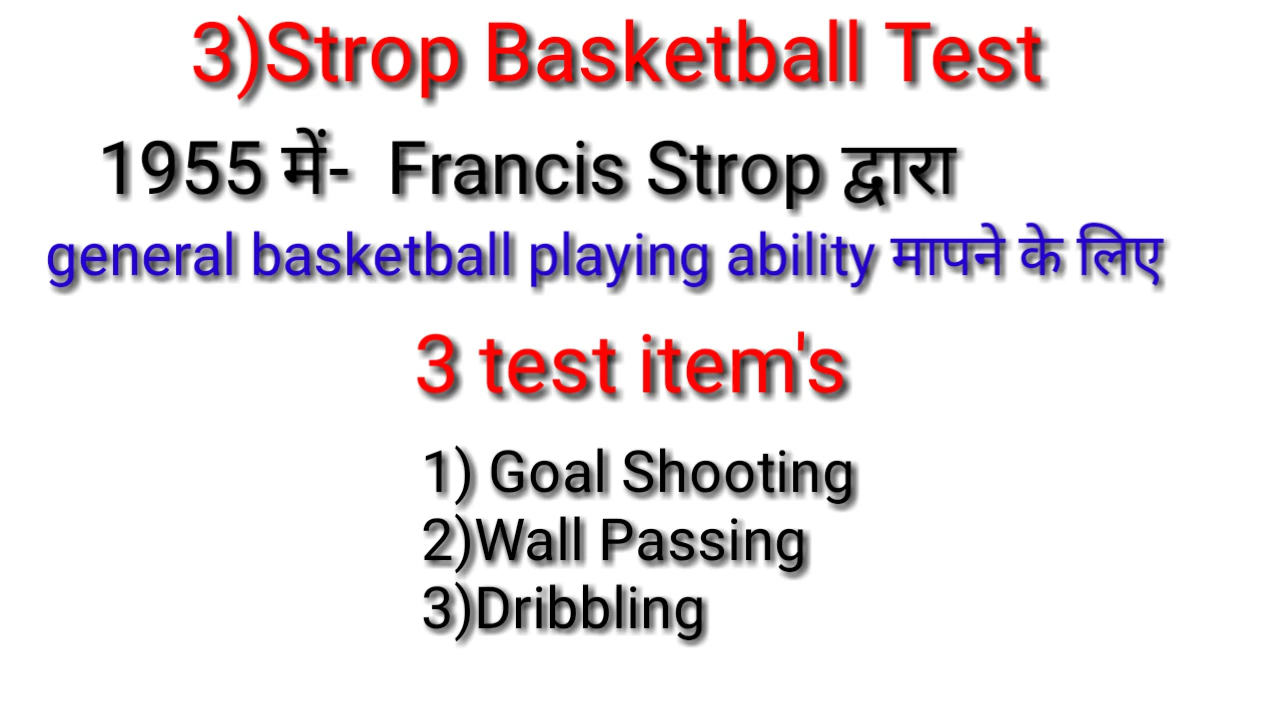 3)Strop Basketball Test
1955 में- Francis Strop द्वारा
general basketball playing ability मापने के लिए
3 test item's
1) Goal Shooting
2)Wall Passing
3)Dribbling